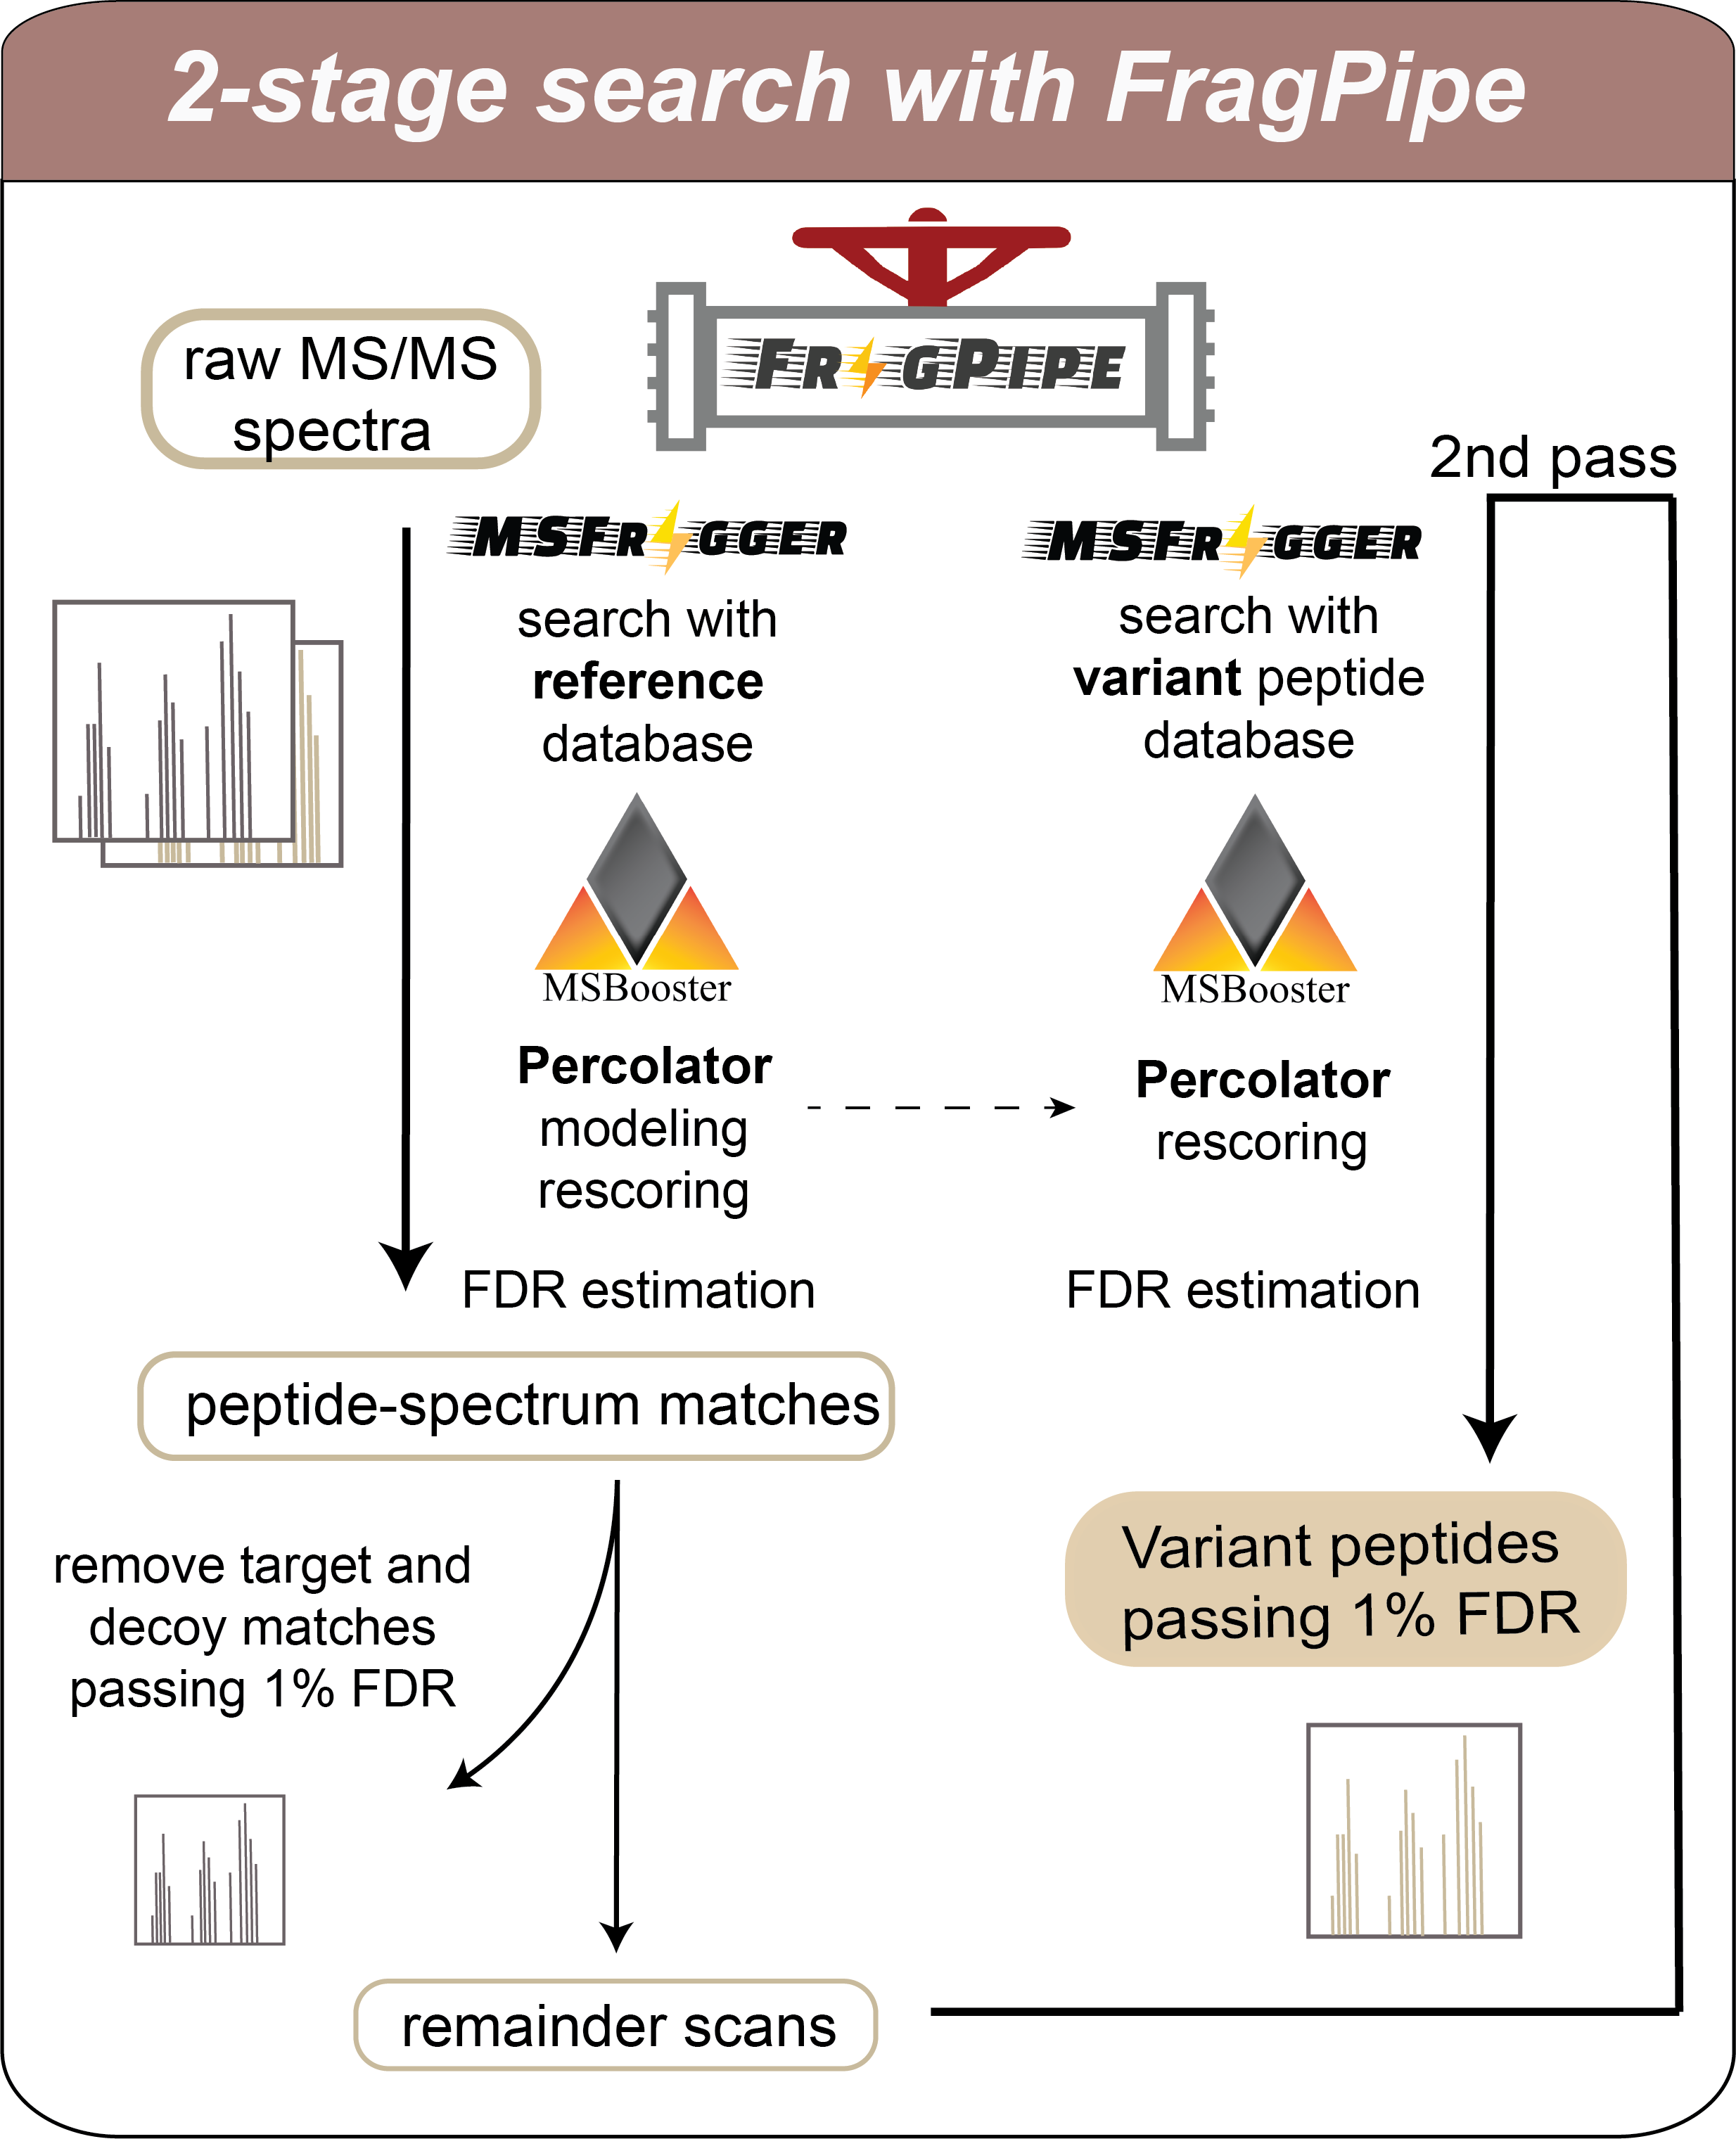 2-stage search with FragPipe
FragPipe
raw MS/MS
spectra
2nd pass
MSFragger
search with
reference
database
MSBooster
Percolator
modeling
rescoring
FDR estimation
MSFragger
search with
variant peptide
database
MSBooster
Percolator
rescoring
FDR estimation
peptide-spectrum matches
remove target and
decoy matches
passing 1% FDR
Variant peptides
passing 1% FDR
remainder scans